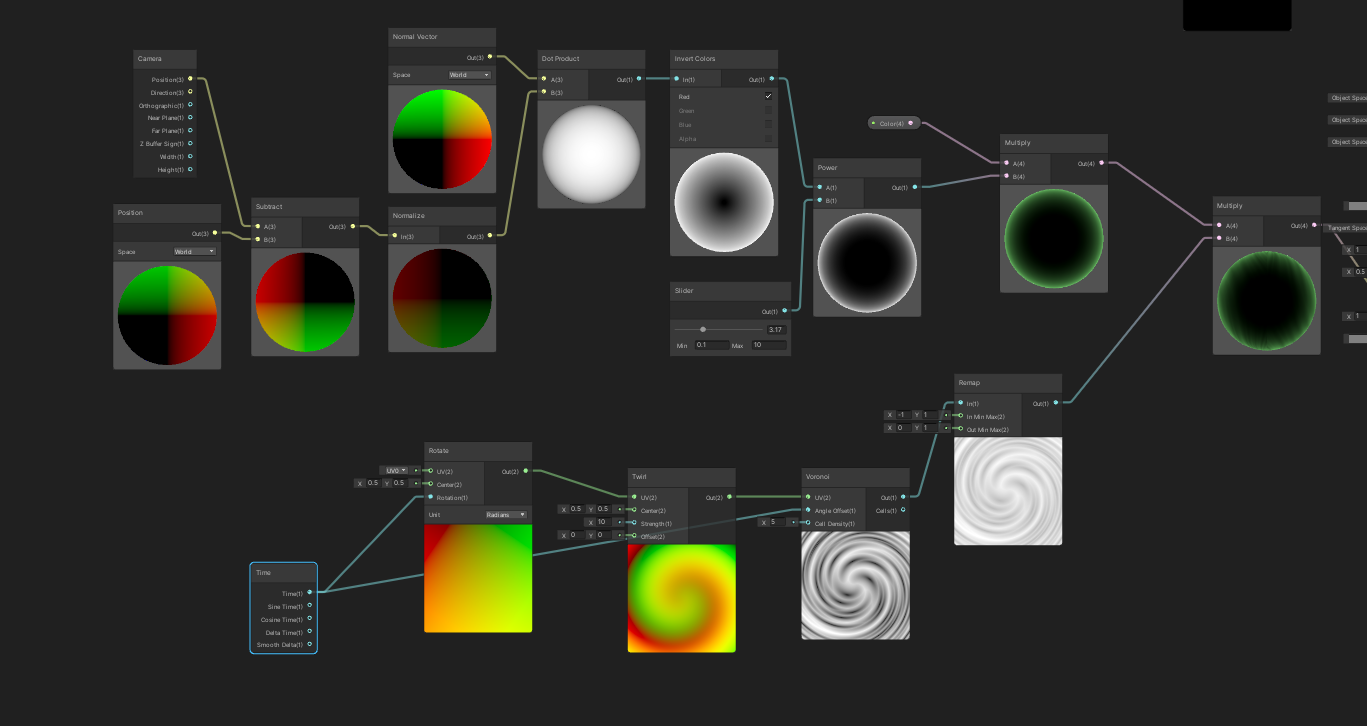 Camera
Position(3)
Direction(3)
Orthographic(1)
Near Plane(1)
Far Plane(1)
Z Buffer Sign(1)
Width(1)
Height(1)
Position
Out(3)
Space World
Subtract
A(3) Out(3)
B(3)
Normal Vector
Out(3)
Space World
Normalize
In(3) Out(3)
Dot Product
A(3) Out(1)
B(3)
Invert Colors
In(1) Out(1)
Red
Green
Blue
Alpha
Slider
Out(1)
3.17
Min 0.1 Max 10
Power
A(1) Out(1)
B(1)
Color(4)
Multiply
A(4) Out(4)
B(4)
Multiply
A(4) Out(4)
B(4)
Object Spac
Object Spac
Object Spac
Tangent Spac
X 1
X 0.5
X 1
Time
Time(1)
Sine Time(1)
Cosine Time(1)
Delta Time(1)
Smooth Delta(1)
Rotate
UV0 UV(2) Out(2)
X 0.5 Y 0.5 Center(2)
Rotation(1)
Unit Radians
Twirl
UV(2) Out(2)
X 0.5 Y 0.5 Center(2)
X 10 Strength(1)
X 0 Y 0 Offset(2)
Voronoi
UV(2) Out(1)
Angle Offset(1) Cells(1)
X 5 Cell Density(1)
Remap
In(1) Out(1)
X -1 Y 1 In Min Max(2)
X 0 Y 1 Out Min Max(2)